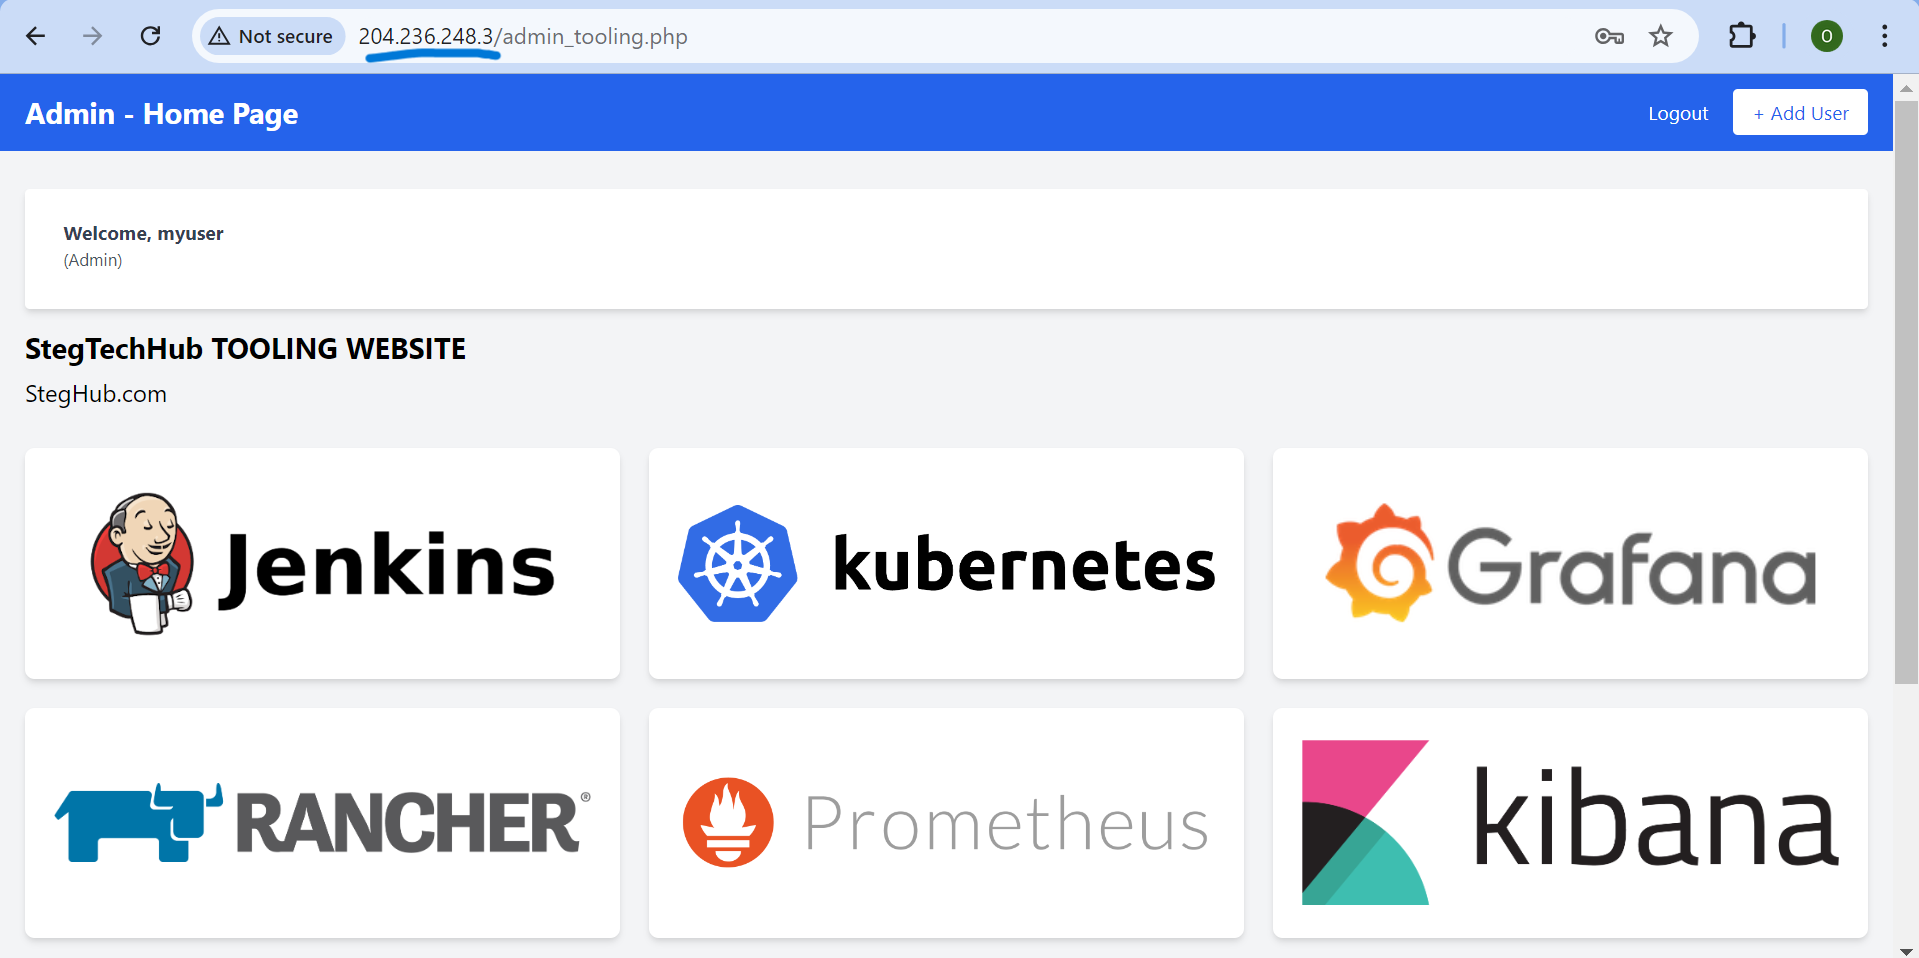 Not secure 204.236.248.3/admin_tooling.php O
Admin - Home Page Logout + Add User
Welcome, myuser
(Admin)
StegTechHub TOOLING WEBSITE
StegHub.com
Jenkins kubernetes Grafana
RANCHER® Prometheus kibana